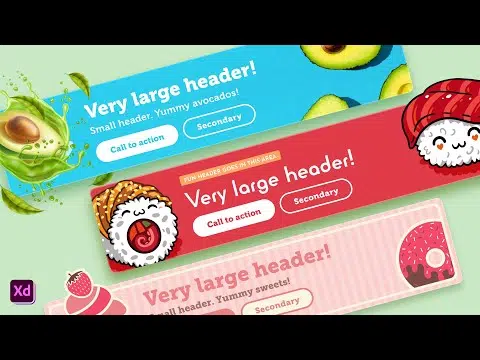 Very large header!
Small header. Yummy avocados!
Call to action
Secondary
FUN HEADER GOES IN THIS AREA
Very large header!
Call to action
Secondary
Very large header!
Small header. Yummy sweets!
Secondary
Xd